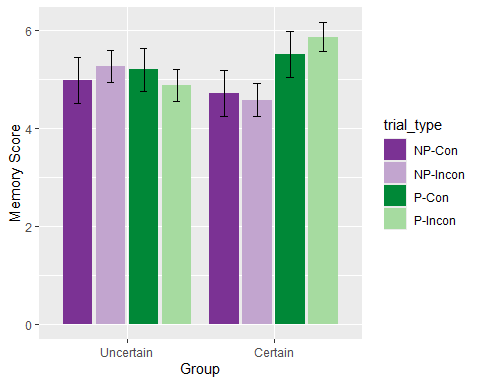 Memory Score
6
4
2
0
Uncertain
Certain
Group
trial_type
NP-Con
NP-Incon
P-Con
P-Incon